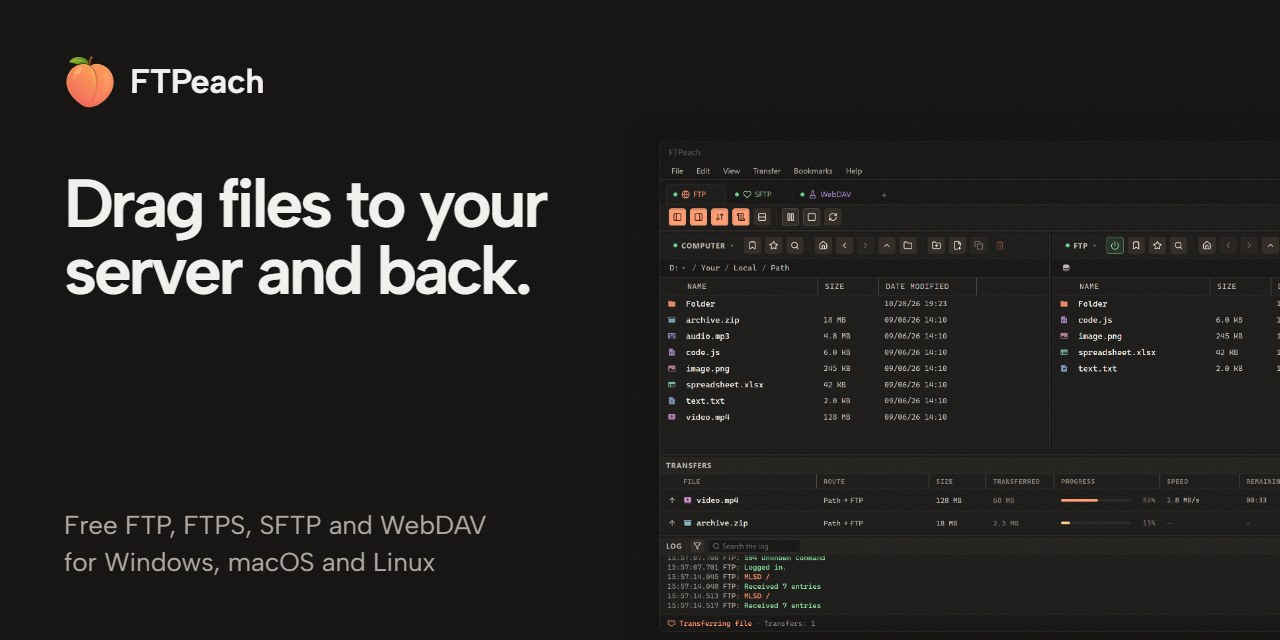 FTPeach
Drag files to your
server and back.
Free FTP, FTPS, SFTP and WebDAV
for Windows, macOS and Linux
FTPeach
File Edit View Transfer Bookmarks Help
FTP SFTP WebDAV +
COMPUTER FTP
D: / Your / Local / Path
NAME SIZE DATE MODIFIED NAME SIZE
Folder 10/20/26 19:23 Folder
archive.zip 18 MB 09/06/26 14:10 code.js 6.0 KB
audio.mp3 4.8 MB 09/06/26 14:10 image.png 245 KB
code.js 6.0 KB 09/06/26 14:10 spreadsheet.xlsx 42 KB
image.png 245 KB 09/06/26 14:10 text.txt 2.0 KB
spreadsheet.xlsx 42 KB 09/06/26 14:10
text.txt 2.0 KB 09/06/26 14:10
video.mp4 128 MB 09/06/26 14:10
TRANSFERS
FILE ROUTE SIZE TRANSFERRED PROGRESS SPEED REMAININ
video.mp4 Path → FTP 128 MB 68 MB 53% 1.8 MB/s 00:33
archive.zip Path → FTP 18 MB 2.3 MB 13% – –
LOG Search the log
FTP: 504 Unknown command
15:57:07.701 FTP: Logged in.
15:57:14.045 FTP: MLSD /
15:57:14.048 FTP: Received 7 entries
15:57:14.513 FTP: MLSD /
15:57:14.517 FTP: Received 7 entries
Transferring file · Transfers: 1